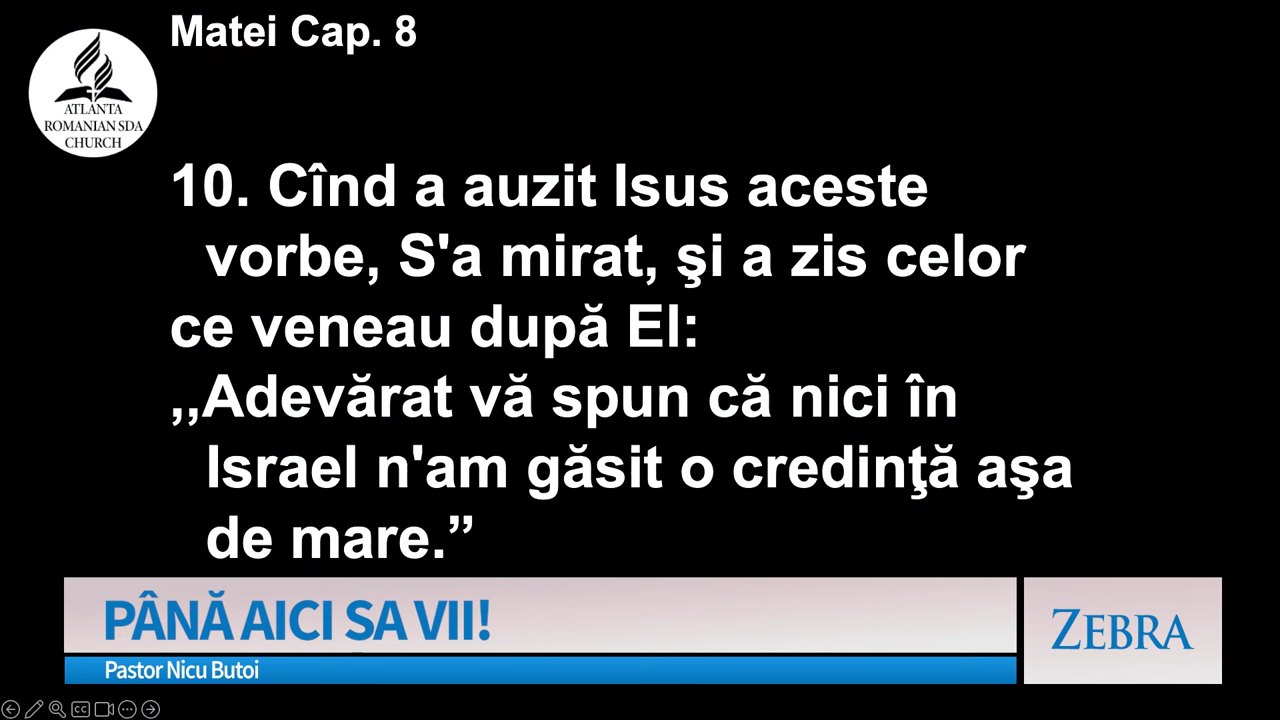 Matei Cap. 8
ATLANTA
ROMANIAN SDA
CHURCH
10. Cînd a auzit Isus aceste
vorbe, S'a mirat, şi a zis celor
ce veneau după El:
,,Adevărat vă spun că nici în
Israel n'am găsit o credinţă aşa
de mare.”
PÂNĂ AICI SA VII!
Pastor Nicu Butoi
ZEBRA
CC